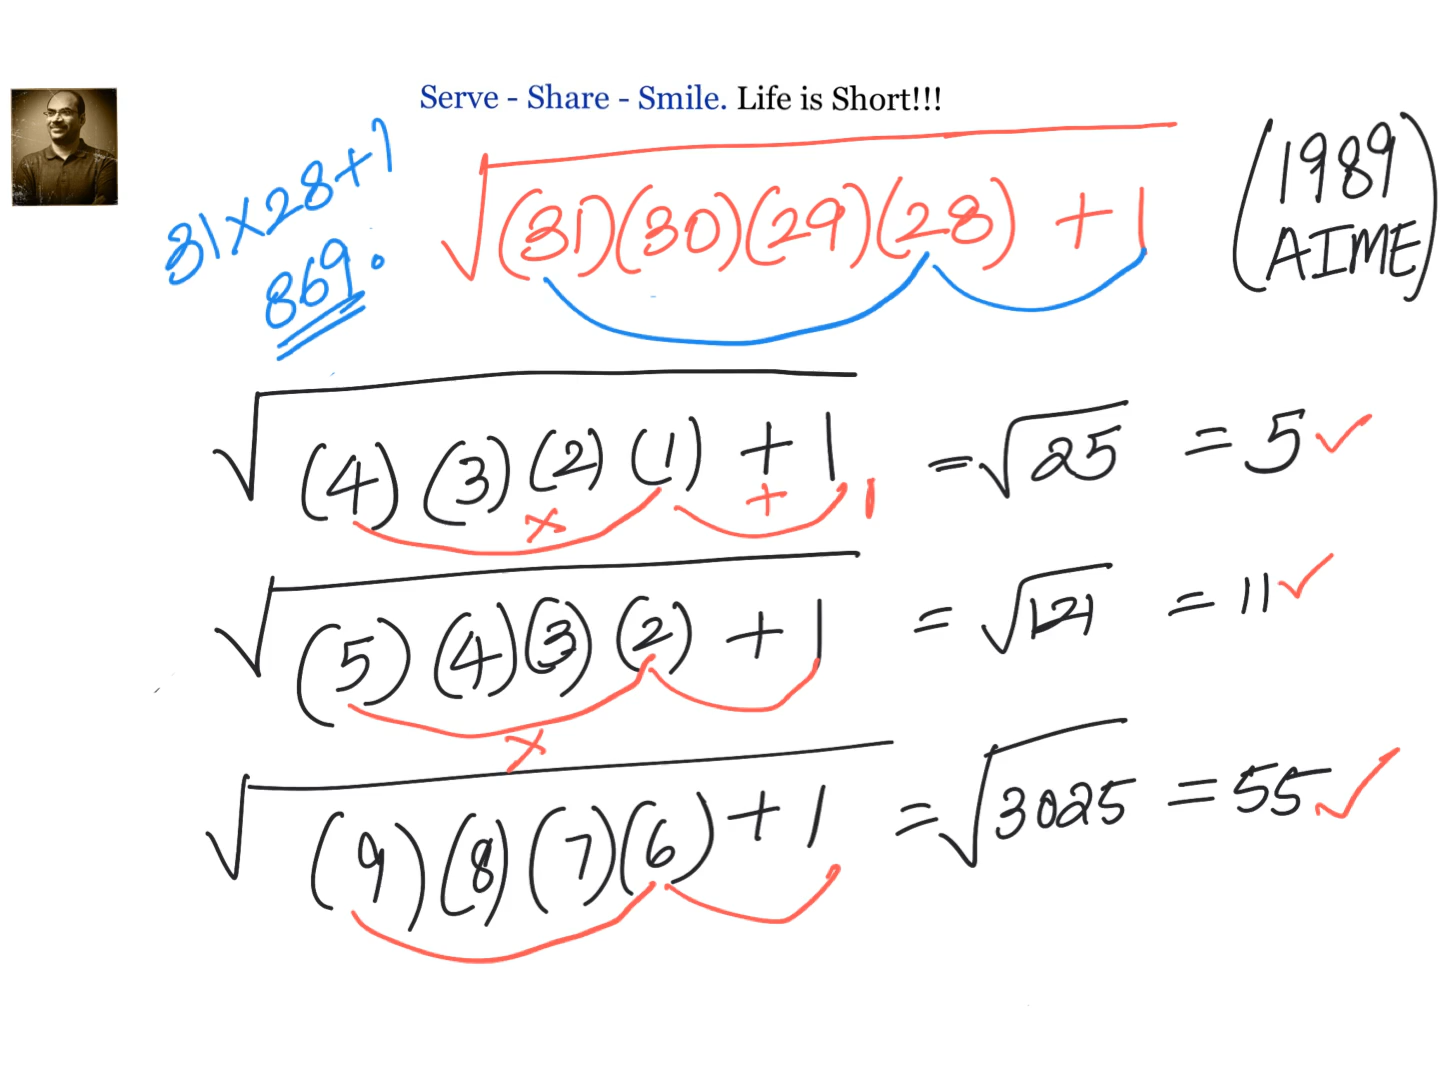 Serve - Share - Smile. Life is Short!!!
31×28+1
869.
√(31)(30)(29)(28) + 1
(1989
AIME)
√(4)(3)(2)(1) + 1 = √25 = 5 ✓
× + 1
√(5)(4)(3)(2) + 1 = √121 = 11 ✓
×
√(9)(8)(7)(6) + 1 = √3025 = 55 ✓